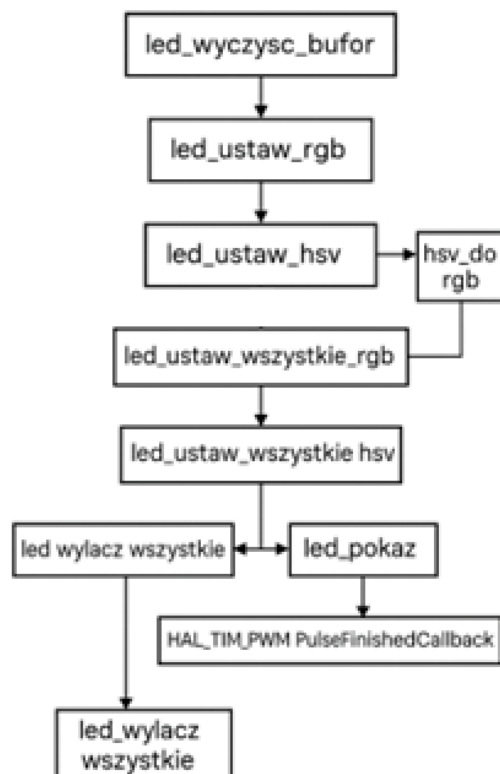 led_wyczysc_bufor
led_ustaw_rgb
led_ustaw_hsv
hsv_do
rgb
led_ustaw_wszystkie_rgb
led_ustaw_wszystkie hsv
led wylacz wszystkie
led_pokaz
HAL_TIM_PWM PulseFinishedCallback
led_wylacz
wszystkie